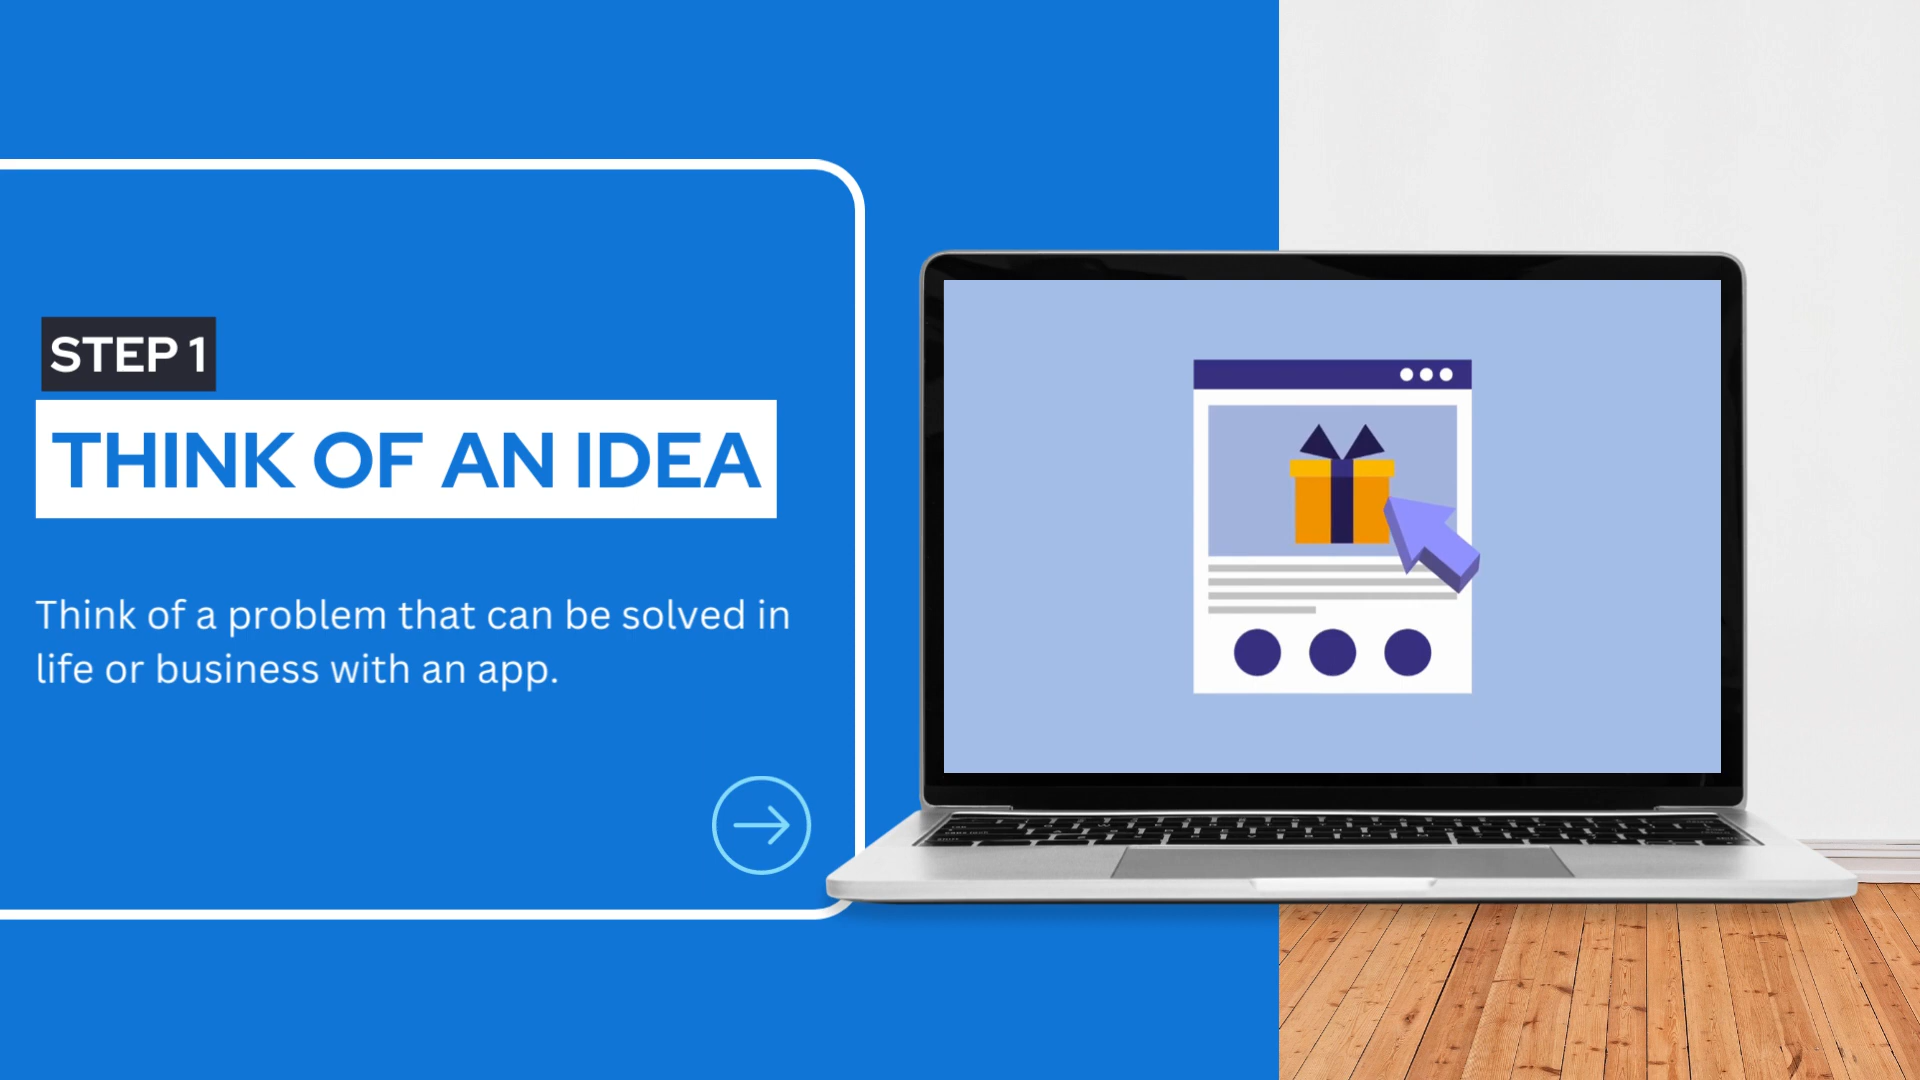 STEP 1
THINK OF AN IDEA
Think of a problem that can be solved in
life or business with an app.